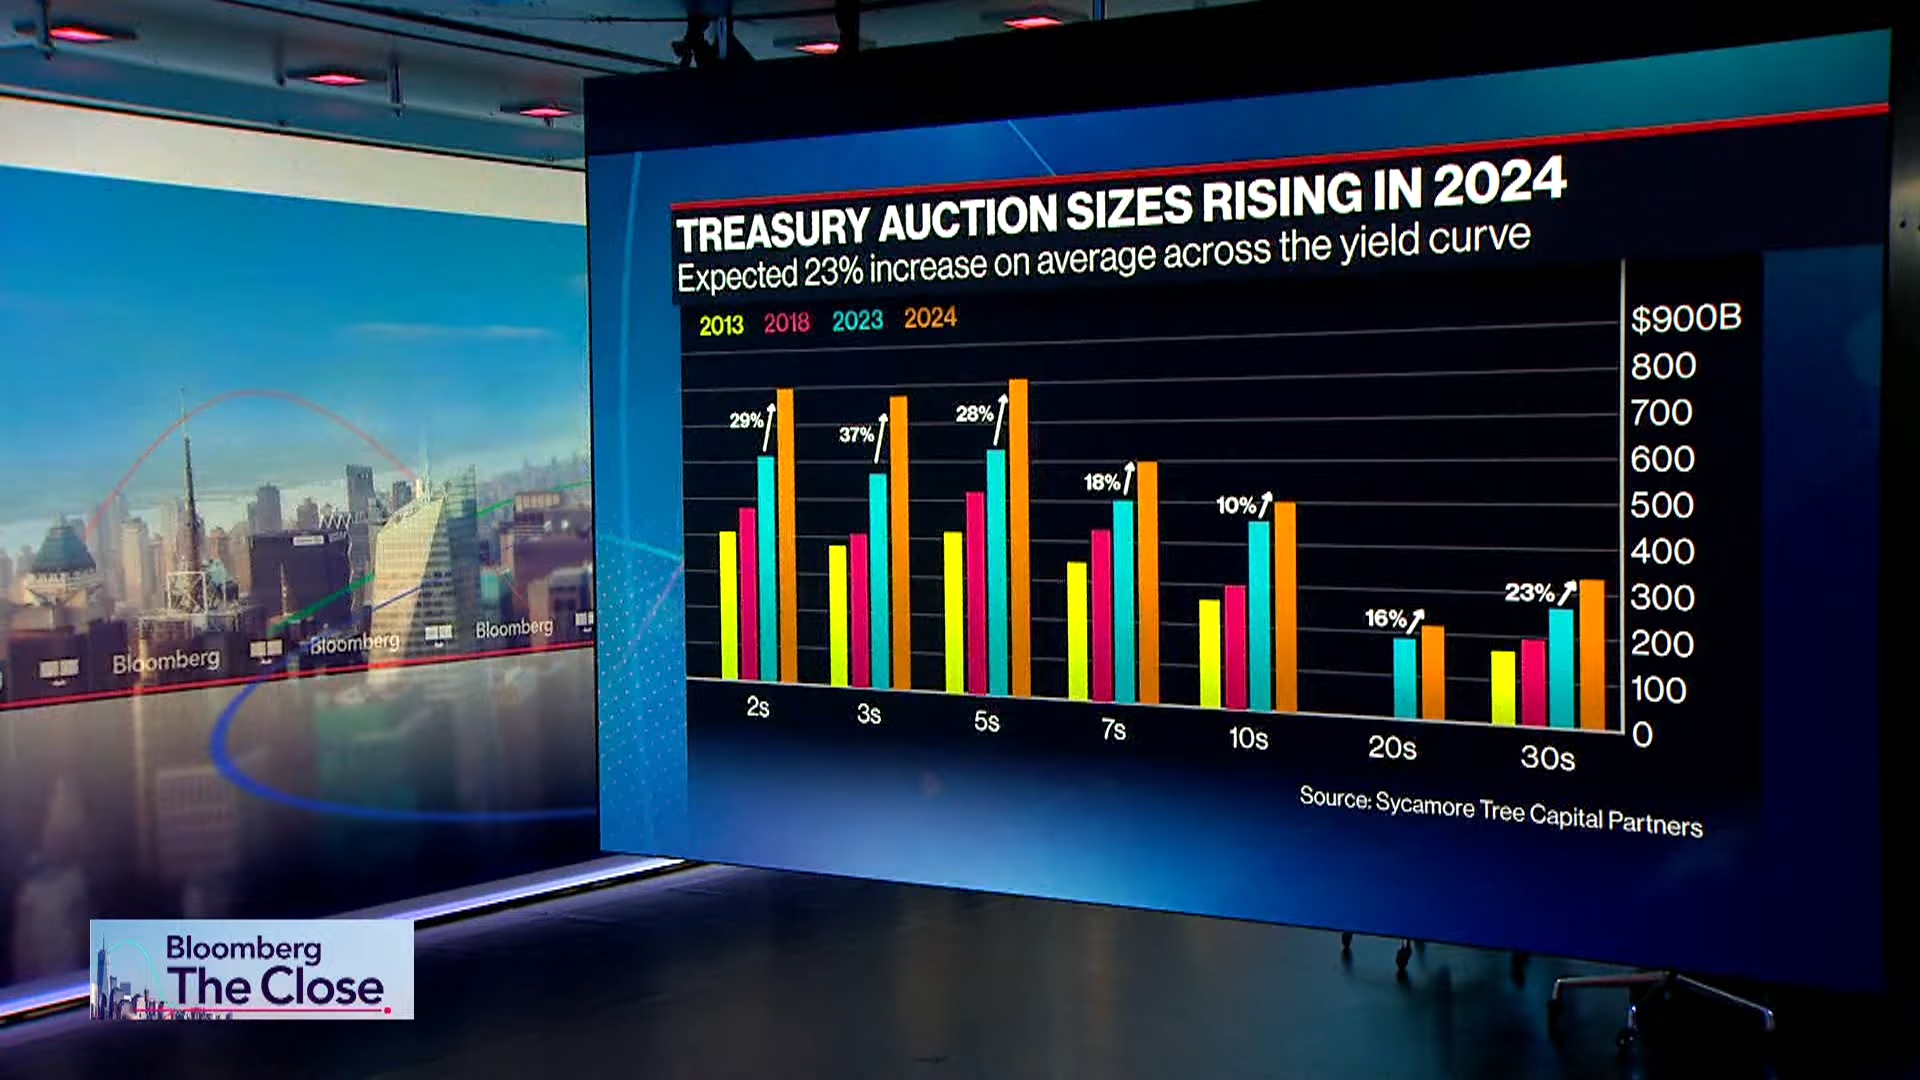 TREASURY AUCTION SIZES RISING IN 2024
Expected 23% increase on average across the yield curve
2013 2018 2023 2024
$900B
800
700
600
500
400
300
200
100
0
29%
37%
28%
18%
10%
16%
23%
2s 3s 5s 7s 10s 20s 30s
Source: Sycamore Tree Capital Partners
Bloomberg Bloomberg Bloomberg
Bloomberg
The Close